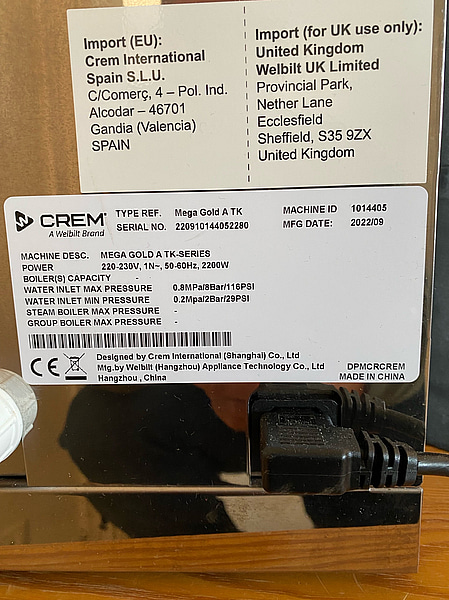 Import (EU):
Crem International
Spain S.L.U.
C/Comerç, 4 – Pol. Ind.
Alcodar – 46701
Gandia (Valencia)
SPAIN
Import (for UK use only):
United Kingdom
Welbilt UK Limited
Provincial Park,
Nether Lane
Ecclesfield
Sheffield, S35 9ZX
United Kingdom
CREM
A Welbilt Brand
TYPE REF. Mega Gold A TK
SERIAL NO. 220910144052280
MACHINE ID 1014405
MFG DATE: 2022/09
MACHINE DESC. MEGA GOLD A TK-SERIES
POWER 220-230V, 1N~, 50-60Hz, 2200W
BOILER(S) CAPACITY -
WATER INLET MAX PRESSURE 0.8MPa/8Bar/116PSI
WATER INLET MIN PRESSURE 0.2Mpa/2Bar/29PSI
STEAM BOILER MAX PRESSURE -
GROUP BOILER MAX PRESSURE -
CE
Designed by Crem International (Shanghai) Co., Ltd
Mtg.by Welbilt (Hangzhou) Appliance Technology Co., Ltd
Hangzhou , China
DPMCRCREM
MADE IN CHINA